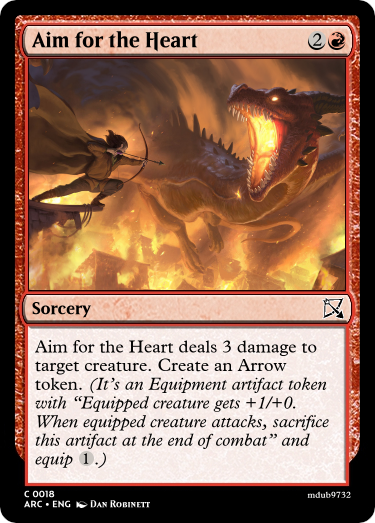 Aim for the Heart 2
Sorcery
Aim for the Heart deals 3 damage to
target creature. Create an Arrow
token. (It's an Equipment artifact token
with “Equipped creature gets +1/+0.
When equipped creature attacks, sacrifice
this artifact at the end of combat” and
equip 1.)
C 0018
ARC • ENG Dan Robinett
mdub9732